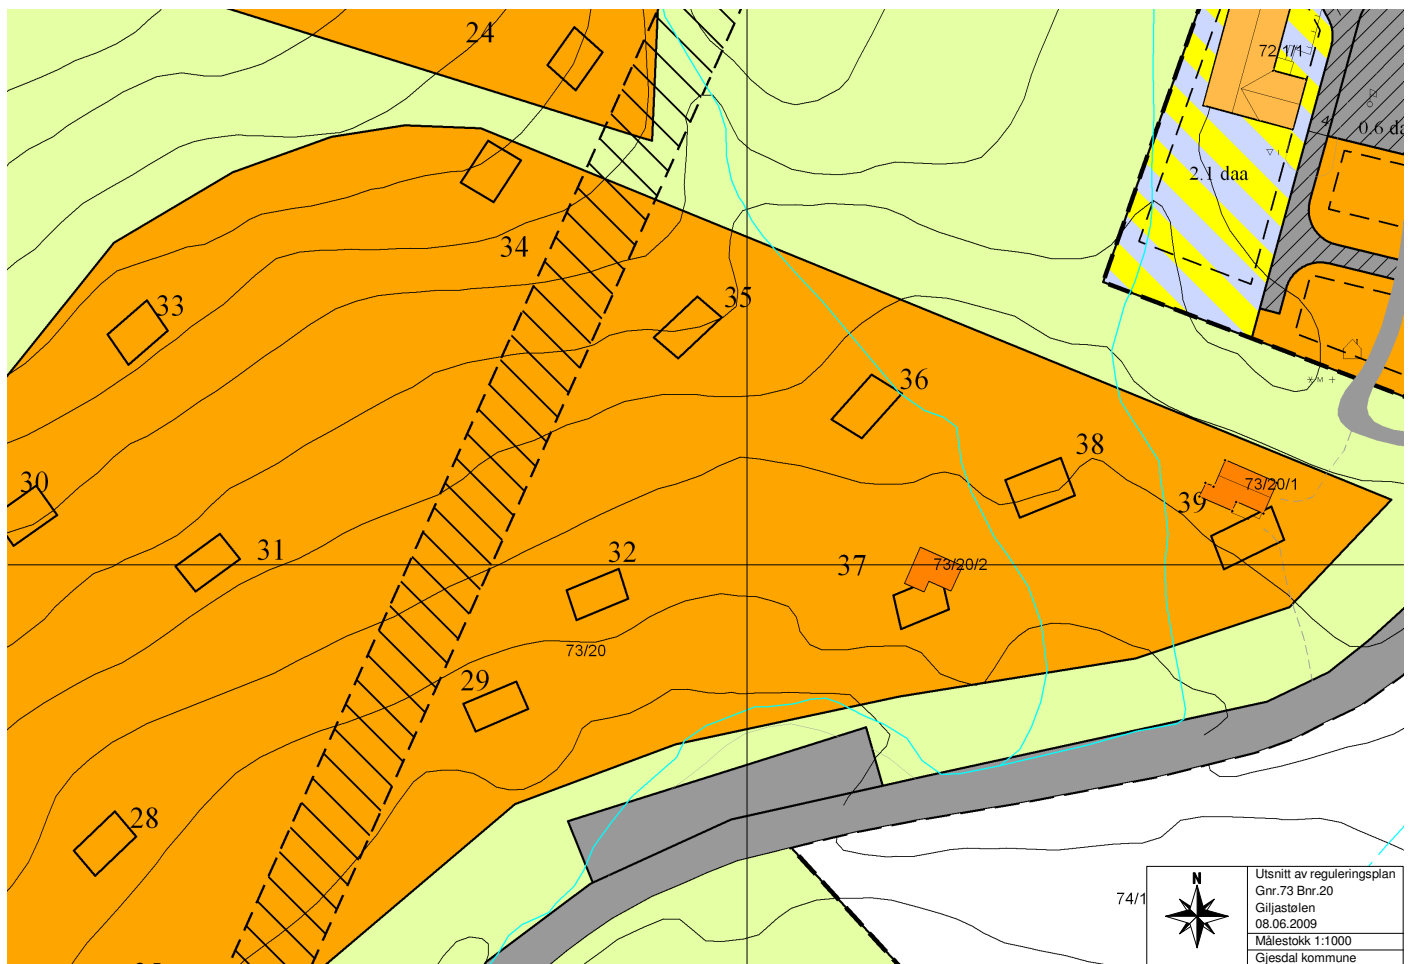 24
72 1/1
4
0.6 da
2.1 daa
34
33
35
36
38
30
73/20/1
39
31
32
37
73/20/2
73/20
29
28
74/1
N
Utsnitt av reguleringsplan
Gnr.73 Bnr.20
Giljastølen
08.06.2009
Målestokk 1:1000
Gjesdal kommune